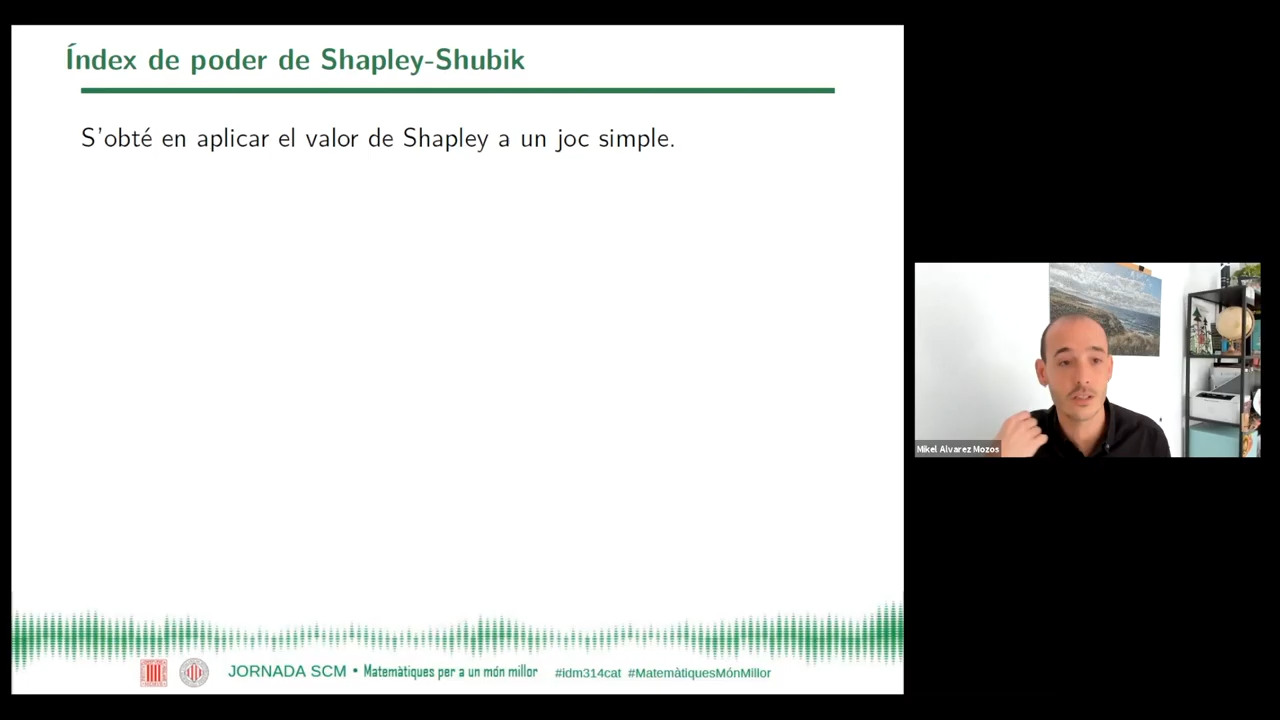 Índex de poder de Shapley-Shubik
S'obté en aplicar el valor de Shapley a un joc simple.
Mikel Alvarez Mozos
JORNADA SCM • Matemàtiques per a un món millor #idm314cat #MatemàtiquesMónMillor